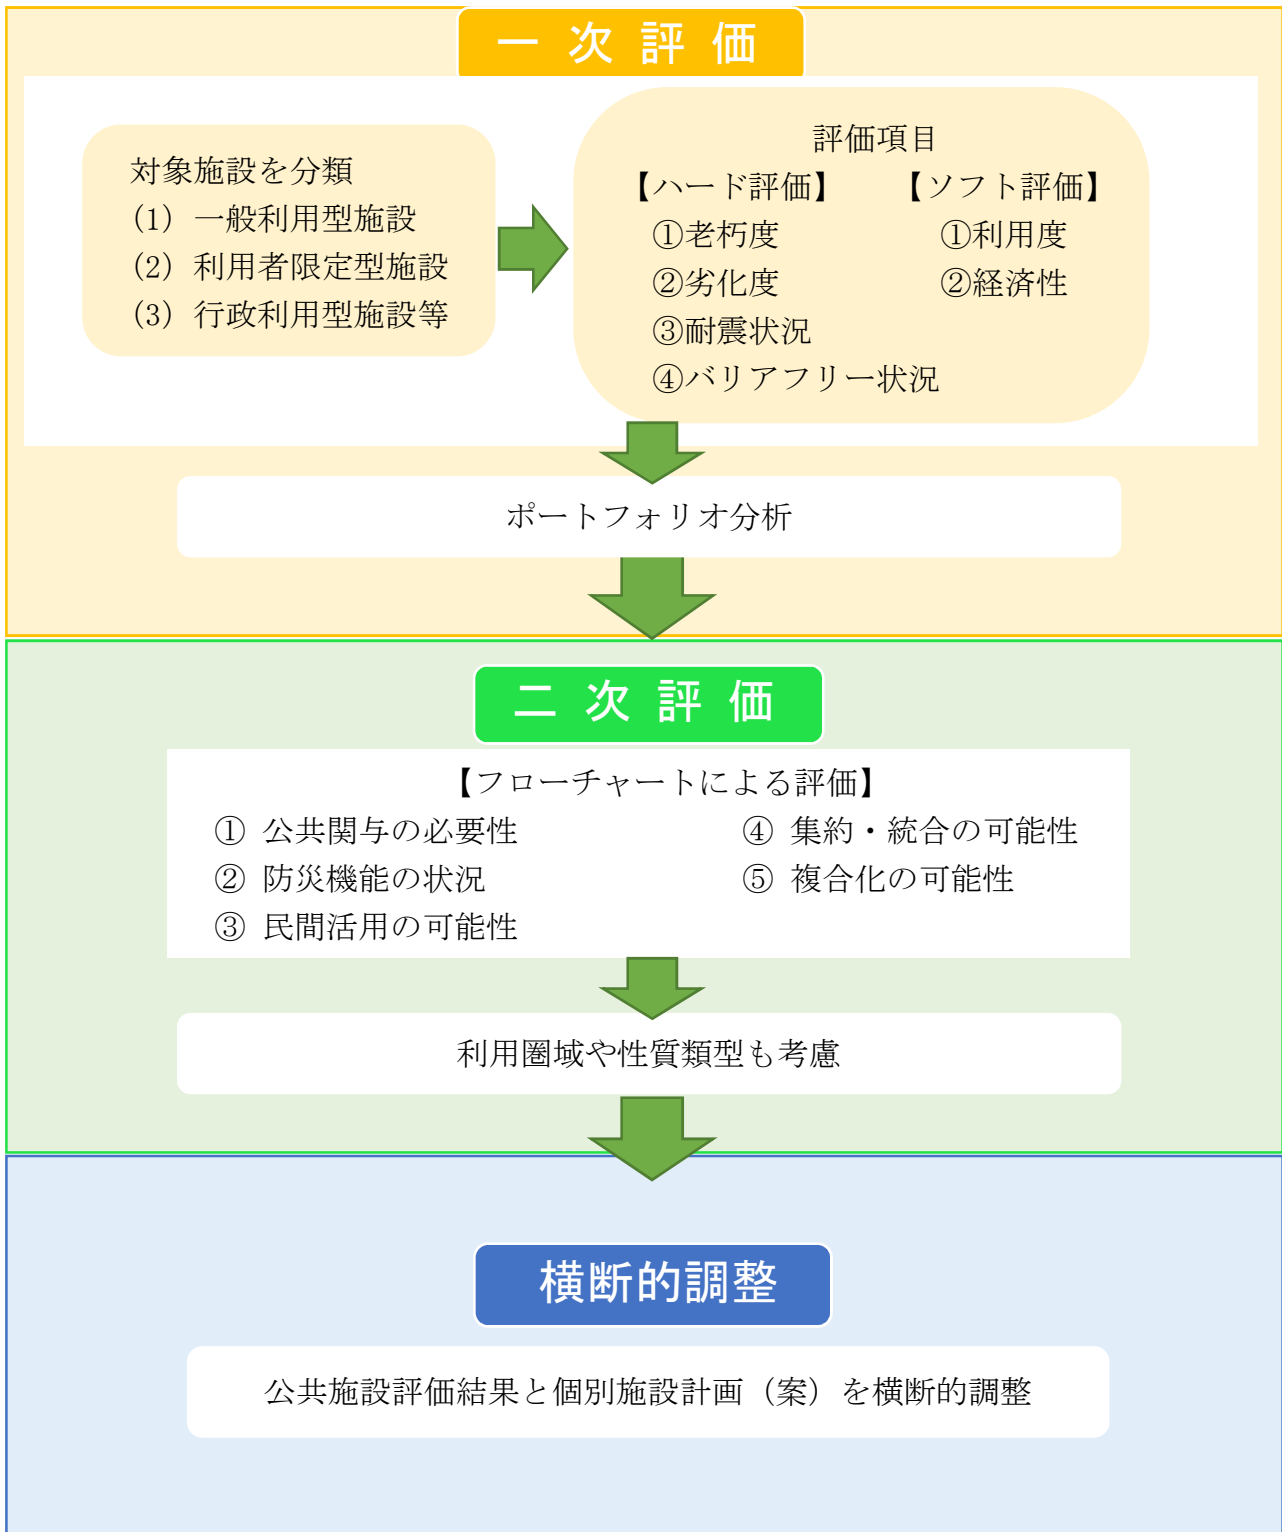 一次評価
対象施設を分類
(1) 一般利用型施設
(2) 利用者限定型施設
(3) 行政利用型施設等
評価項目
【ハード評価】 【ソフト評価】
①老朽度 ①利用度
②劣化度 ②経済性
③耐震状況
④バリアフリー状況
ポートフォリオ分析
二次評価
【フローチャートによる評価】
① 公共関与の必要性
② 防災機能の状況
③ 民間活用の可能性
④ 集約・統合の可能性
⑤ 複合化の可能性
利用圏域や性質類型も考慮
横断的調整
公共施設評価結果と個別施設計画（案）を横断的調整